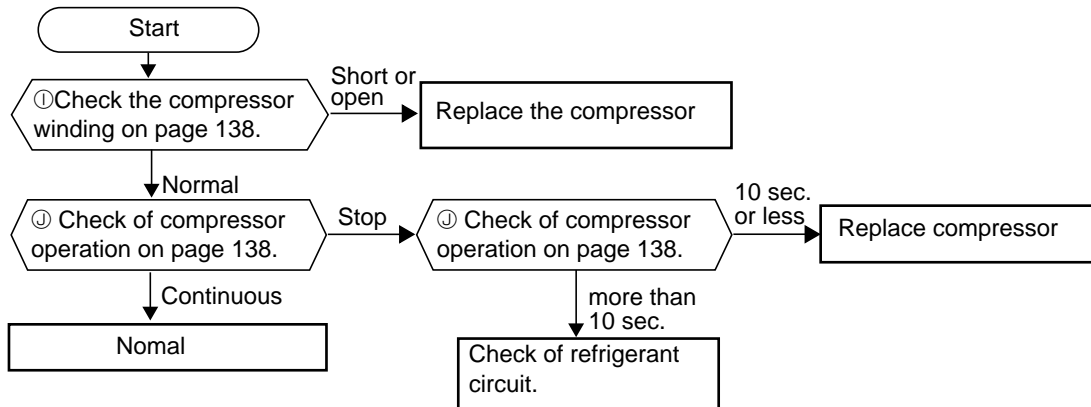 Start
ⒾCheck the compressor
winding on page 138.
Short or
open
Replace the compressor
Normal
Ⓙ Check of compressor
operation on page 138.
Stop
Ⓙ Check of compressor
operation on page 138.
10 sec.
or less
Replace compressor
Continuous
Nomal
more than
10 sec.
Check of refrigerant
circuit.